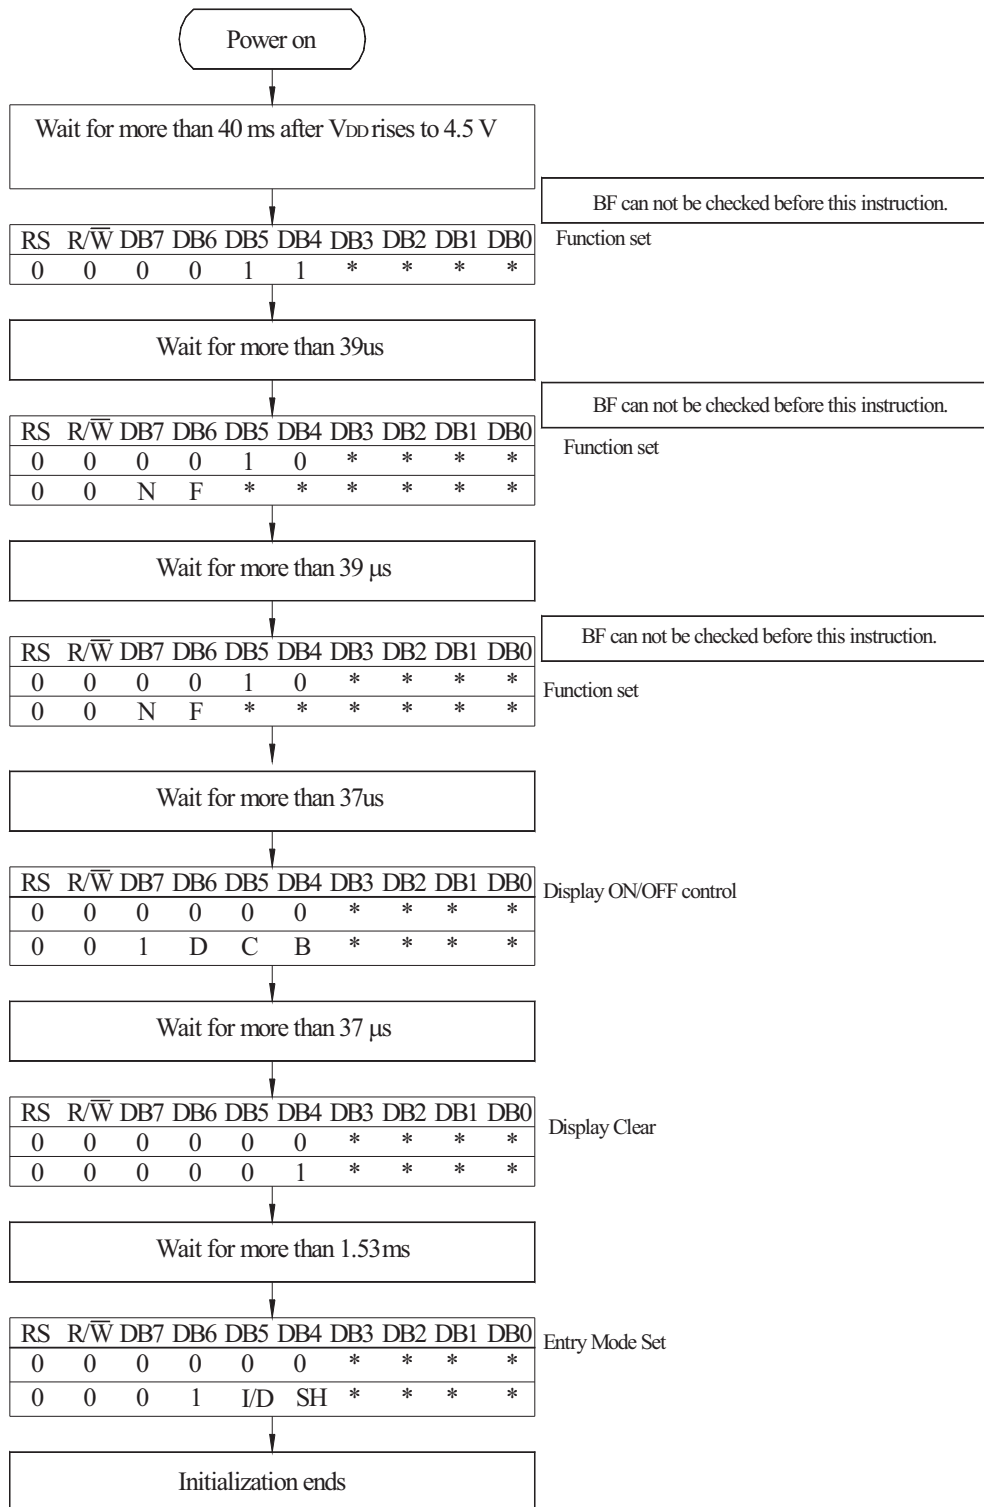 Power on
Wait for more than 40 ms after VDD rises to 4.5 V
BF can not be checked before this instruction.
RS R/W̅ DB7 DB6 DB5 DB4 DB3 DB2 DB1 DB0
Function set
0 0 0 0 1 1 * * * *
Wait for more than 39us
BF can not be checked before this instruction.
RS R/W̅ DB7 DB6 DB5 DB4 DB3 DB2 DB1 DB0
Function set
0 0 0 0 1 0 * * * *
0 0 N F * * * * * *
Wait for more than 39 μs
BF can not be checked before this instruction.
RS R/W̅ DB7 DB6 DB5 DB4 DB3 DB2 DB1 DB0
0 0 0 0 1 0 * * * *
Function set
0 0 N F * * * * * *
Wait for more than 37us
RS R/W̅ DB7 DB6 DB5 DB4 DB3 DB2 DB1 DB0
Display ON/OFF control
0 0 0 0 0 0 * * * *
0 0 1 D C B * * * *
Wait for more than 37 μs
RS R/W̅ DB7 DB6 DB5 DB4 DB3 DB2 DB1 DB0
Display Clear
0 0 0 0 0 0 * * * *
0 0 0 0 0 1 * * * *
Wait for more than 1.53ms
RS R/W̅ DB7 DB6 DB5 DB4 DB3 DB2 DB1 DB0
Entry Mode Set
0 0 0 0 0 0 * * * *
0 0 0 1 I/D SH * * * *
Initialization ends